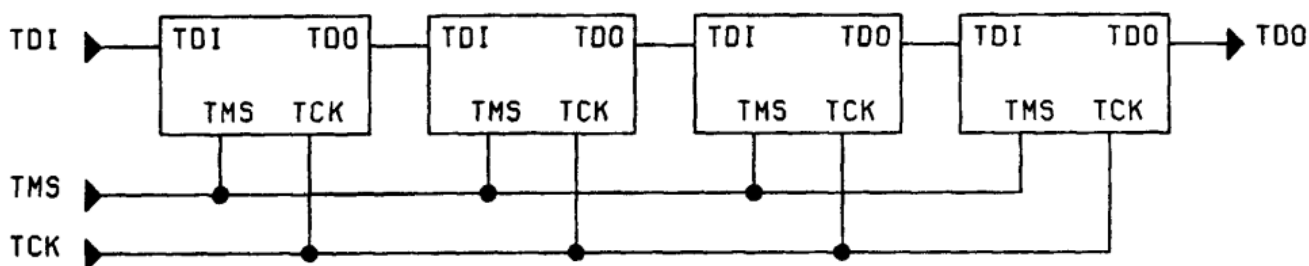 TDI TDI TDO TDI TDO TDI TDO TDI TDO TDO
TMS TCK TMS TCK TMS TCK TMS TCK
TMS
TCK